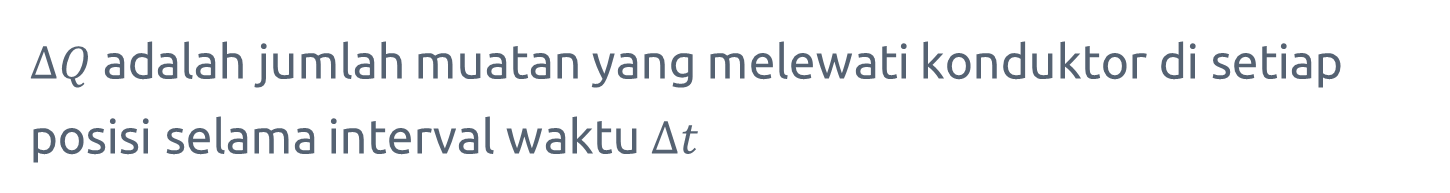 Δ𝑄 adalah jumlah muatan yang melewati konduktor di setiap
posisi selama interval waktu Δ𝑡